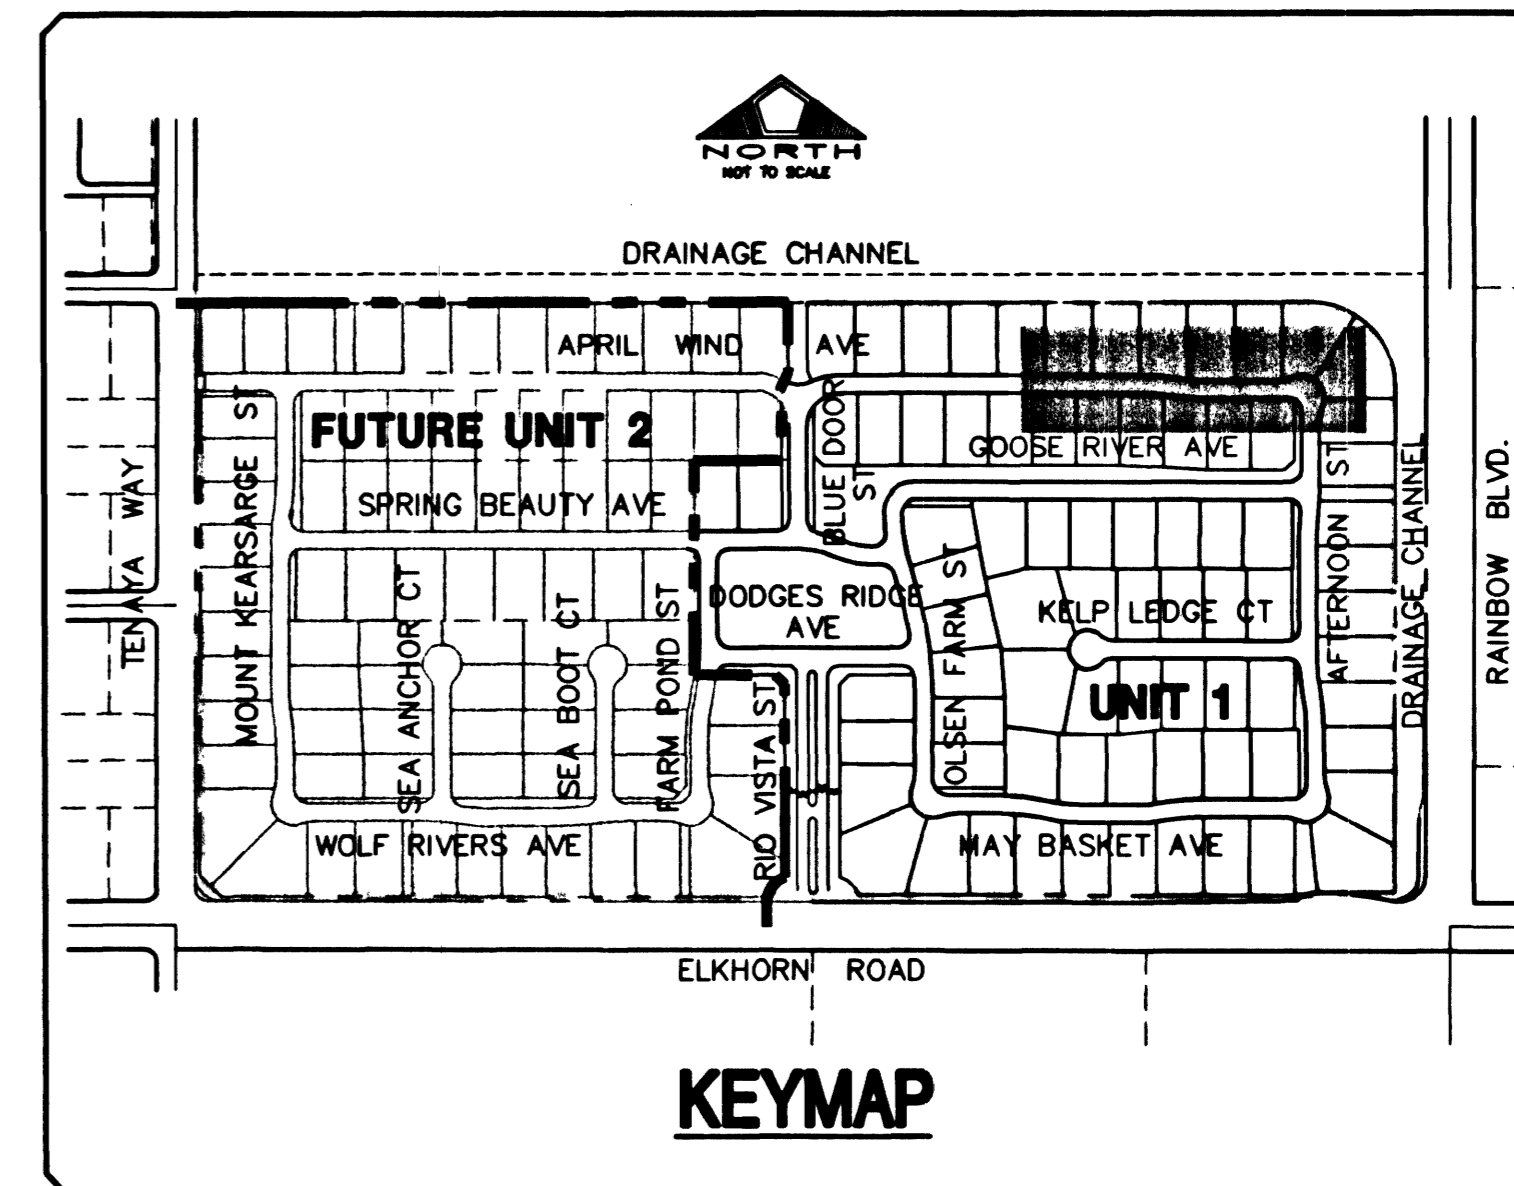 NORTH
NOT TO SCALE
DRAINAGE CHANNEL
APRIL WIND AVE
FUTURE UNIT 2
BLUE DOOR
ST
GOOSE RIVER AVE
SPRING BEAUTY AVE
TENAYA WAY
MOUNT KEARSARGE ST
SEA ANCHOR CT
SEA BOOT CT
FARM POND ST
DODGES RIDGE
AVE
RIO VISTA ST
OLSEN FARM ST
KELP LEDGE CT
UNIT 1
AFTERNOON ST
DRAINAGE CHANNEL
RAINBOW BLVD.
WOLF RIVERS AVE
MAY BASKET AVE
ELKHORN ROAD
KEYMAP